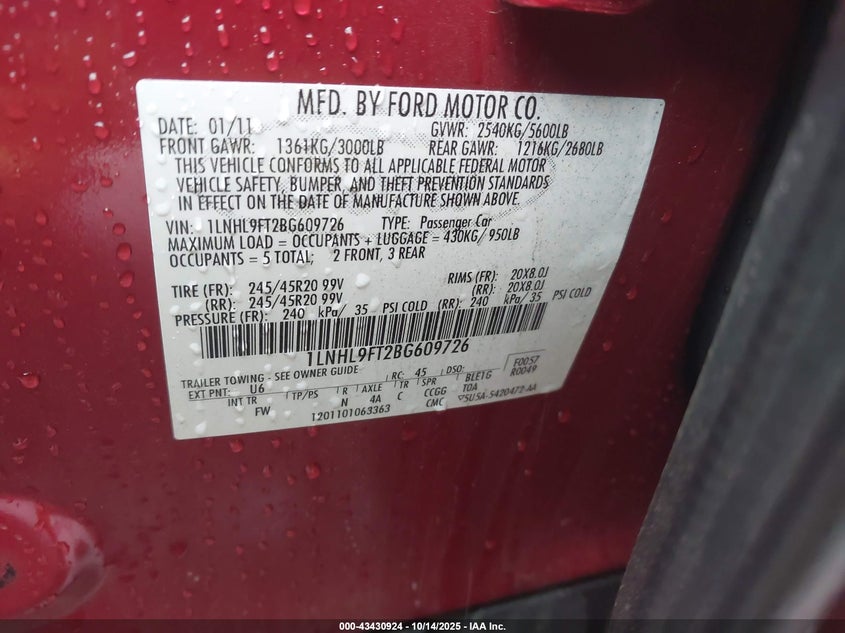 MFD. BY FORD MOTOR CO.
DATE: 01/11 GVWR: 2540KG/5600LB
FRONT GAWR: 1361KG/3000LB REAR GAWR: 1216KG/2680LB
THIS VEHICLE CONFORMS TO ALL APPLICABLE FEDERAL MOTOR
VEHICLE SAFETY, BUMPER, AND THEFT PREVENTION STANDARDS
IN EFFECT ON THE DATE OF MANUFACTURE SHOWN ABOVE.
VIN: 1LNHL9FT2BG609726 TYPE: Passenger Car
MAXIMUM LOAD = OCCUPANTS + LUGGAGE = 430KG/950LB
OCCUPANTS = 5 TOTAL; 2 FRONT, 3 REAR
TIRE (FR): 245/45R20 99V RIMS (FR): 20X8.0J
(RR): 245/45R20 99V (RR): 20X8.0J
PRESSURE (FR): 240 kPa/ 35 PSI COLD (RR): 240 kPa/ 35 PSI COLD
1LNHL9FT2BG609726
TRAILER TOWING - SEE OWNER GUIDE RC: 45 DSO: F0057
EXT PNT: U6 R0049
INT TR TP/PS R AXLE TR SPR BLETG
FW N 4A C CCGG TOA
T201101063363 CMC ▽5U5A-5420472-AA
000-43430924 | 10/14/2025 | IAA Inc.